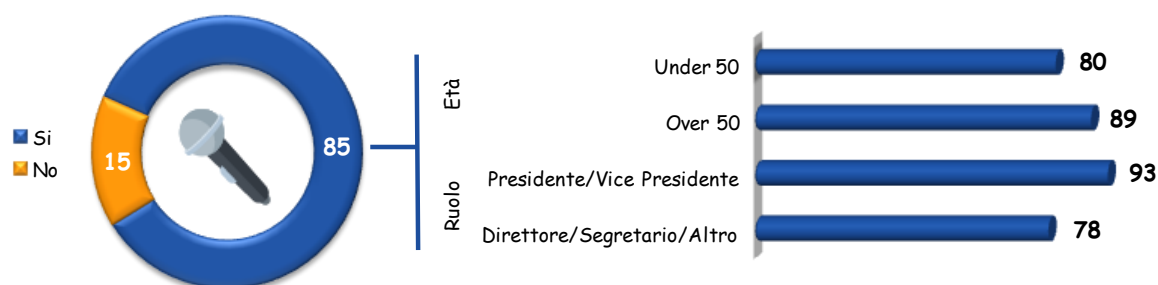 Si
No
15
85
Età
Ruolo
Under 50
80
Over 50
89
Presidente/Vice Presidente
93
Direttore/Segretario/Altro
78